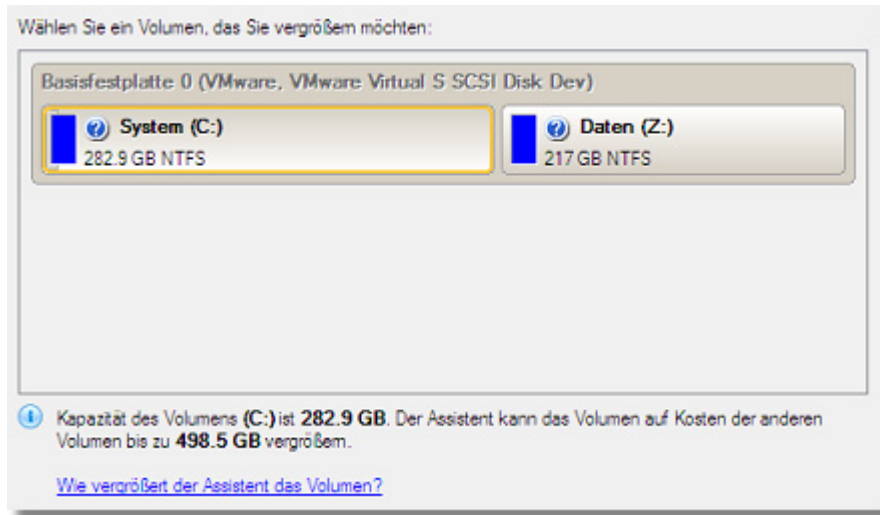 Wählen Sie ein Volumen, das Sie vergrößern möchten:
Basisfestplatte 0 (VMware, VMware Virtual S SCSI Disk Dev)
System (C:)
282.9 GB NTFS
Daten (Z:)
217 GB NTFS
Kapazität des Volumens (C:) ist 282.9 GB. Der Assistent kann das Volumen auf Kosten der anderen
Volumen bis zu 498.5 GB vergrößern.
Wie vergrößert der Assistent das Volumen?